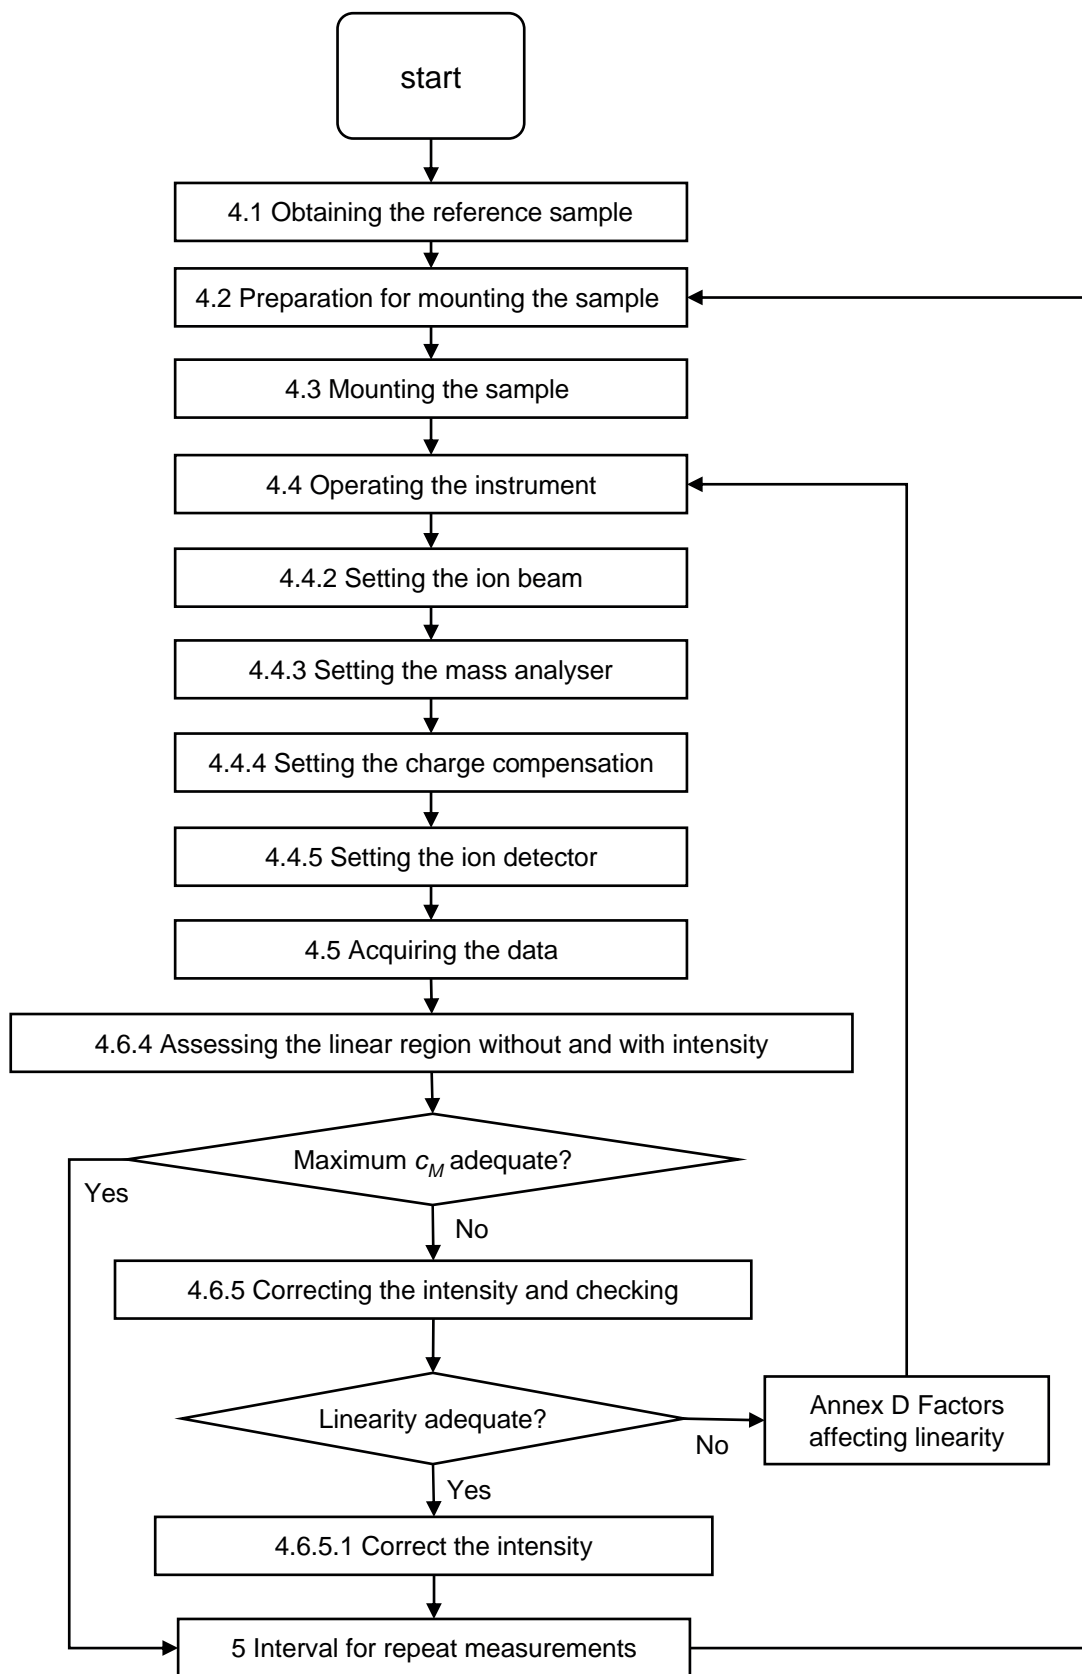 start
4.1 Obtaining the reference sample
4.2 Preparation for mounting the sample
4.3 Mounting the sample
4.4 Operating the instrument
4.4.2 Setting the ion beam
4.4.3 Setting the mass analyser
4.4.4 Setting the charge compensation
4.4.5 Setting the ion detector
4.5 Acquiring the data
4.6.4 Assessing the linear region without and with intensity
Maximum c_M adequate?
Yes
No
4.6.5 Correcting the intensity and checking
Linearity adequate?
No
Annex D Factors
affecting linearity
Yes
4.6.5.1 Correct the intensity
5 Interval for repeat measurements